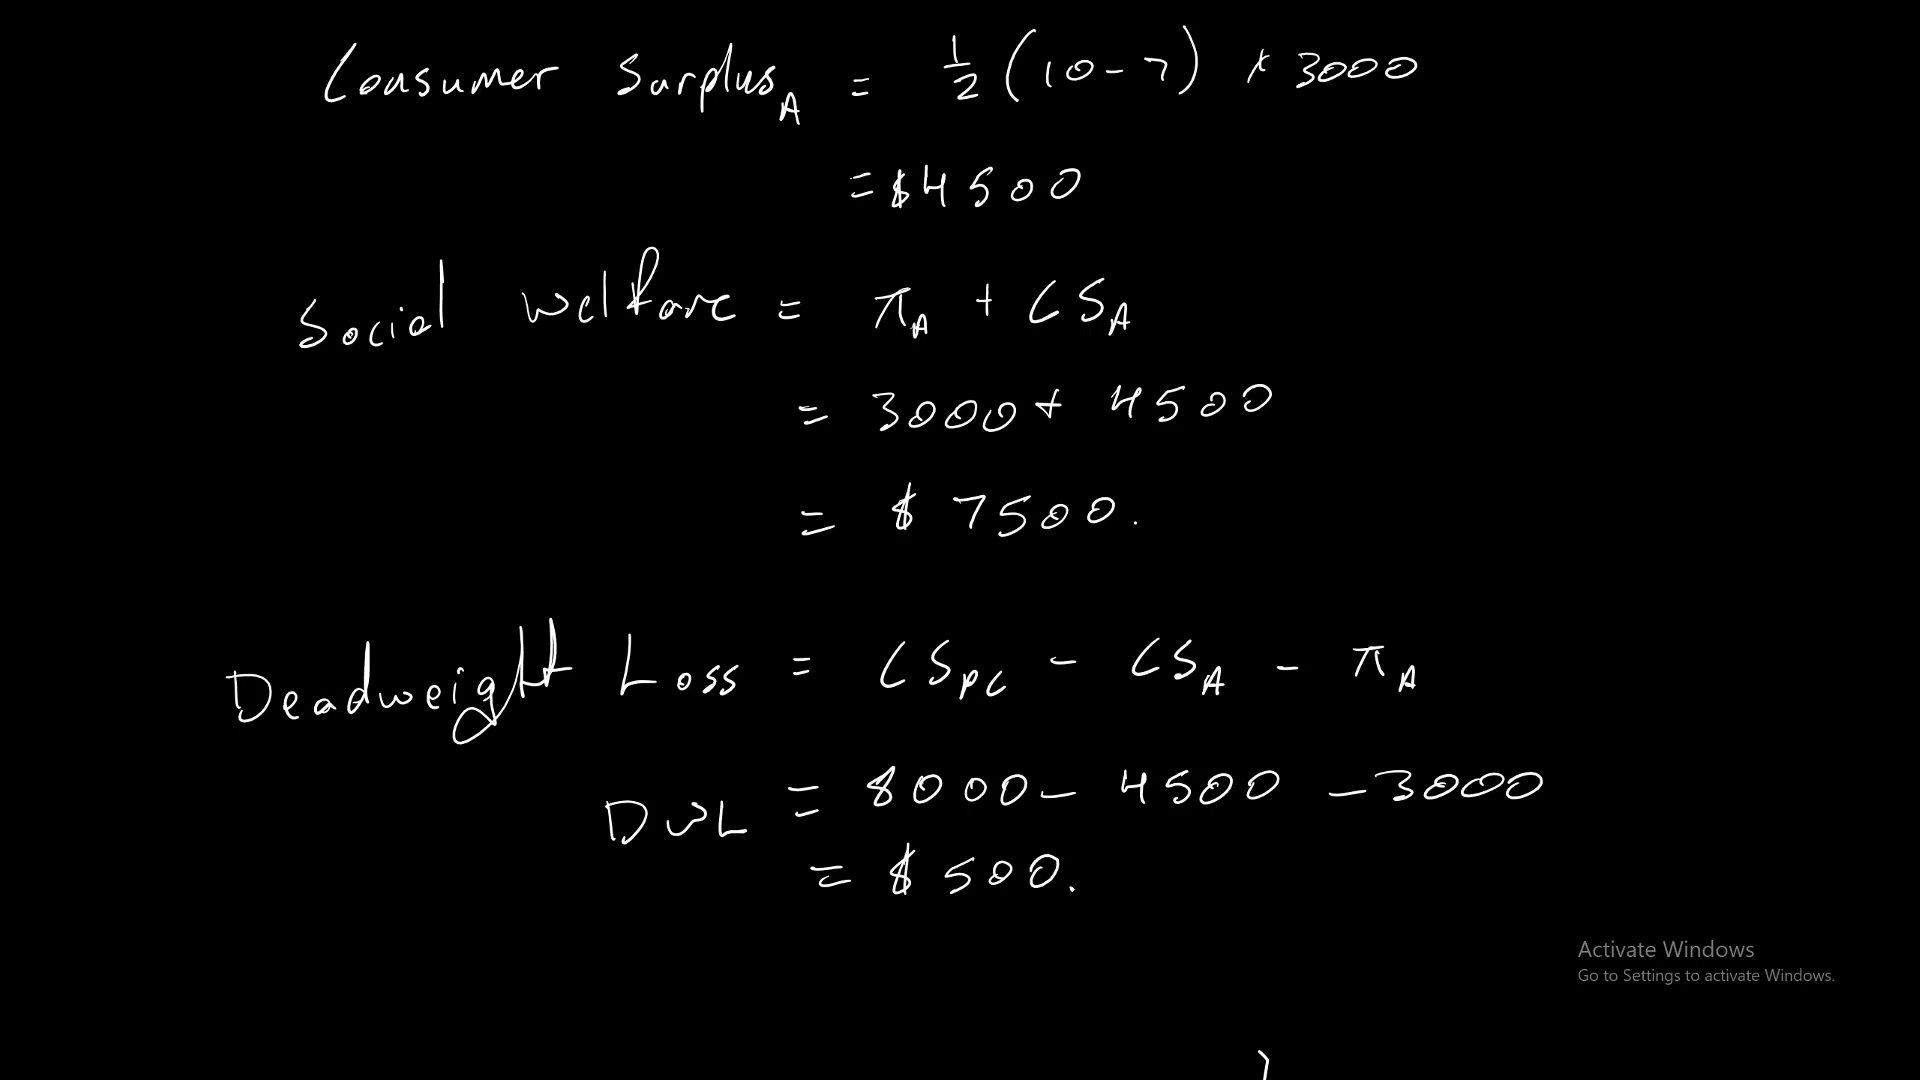 Consumer Surplus_A = 1/2 (10-7) × 3000
= $4500
Social Welfare = π_A + CS_A
= 3000 + 4500
= $ 7500.
Deadweight Loss = CS_PC - CS_A - π_A
DWL = 8000 - 4500 - 3000
= $ 500.
Activate Windows
Go to Settings to activate Windows.